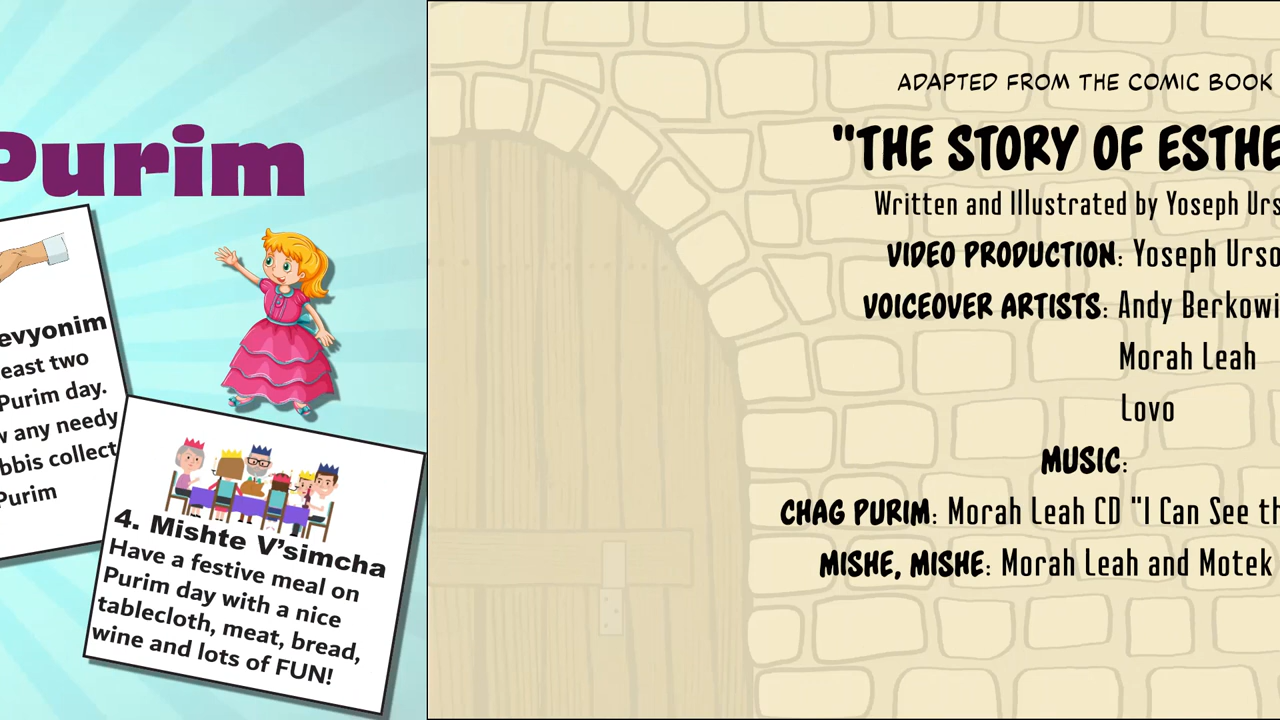 Purim
evyonim
east two
Purim day.
any needy
bbis collect
Purim
4. Mishte V'simcha
Have a festive meal on
Purim day with a nice
tablecloth, meat, bread,
wine and lots of FUN!
ADAPTED FROM THE COMIC BOOK
"THE STORY OF ESTHE
Written and Illustrated by Yoseph Urs
VIDEO PRODUCTION: Yoseph Urso
VOICEOVER ARTISTS: Andy Berkowi
Morah Leah
Lovo
MUSIC:
CHAG PURIM: Morah Leah CD "I Can See th
MISHE, MISHE: Morah Leah and Motek